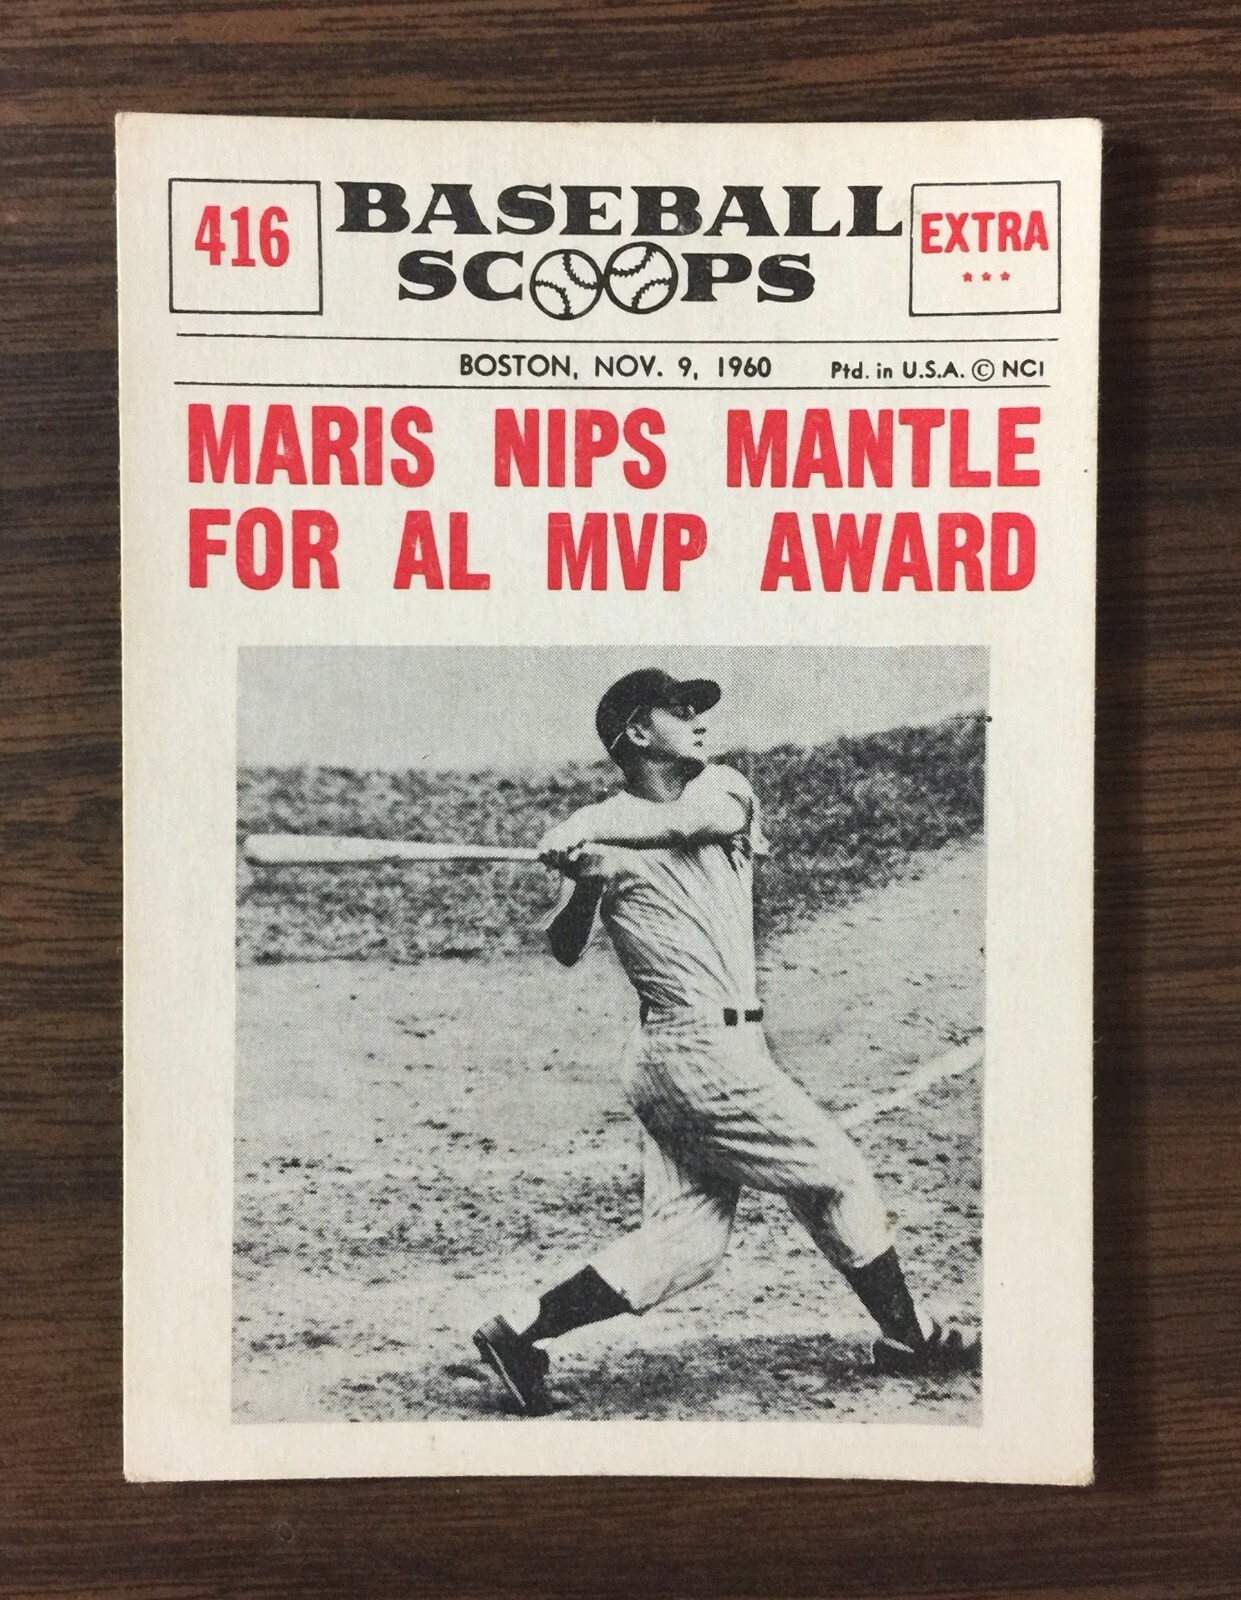 416
BASEBALL
SCOOPS
EXTRA
* * *
BOSTON, NOV. 9, 1960 Ptd. in U.S.A. © NCI
MARIS NIPS MANTLE
FOR AL MVP AWARD